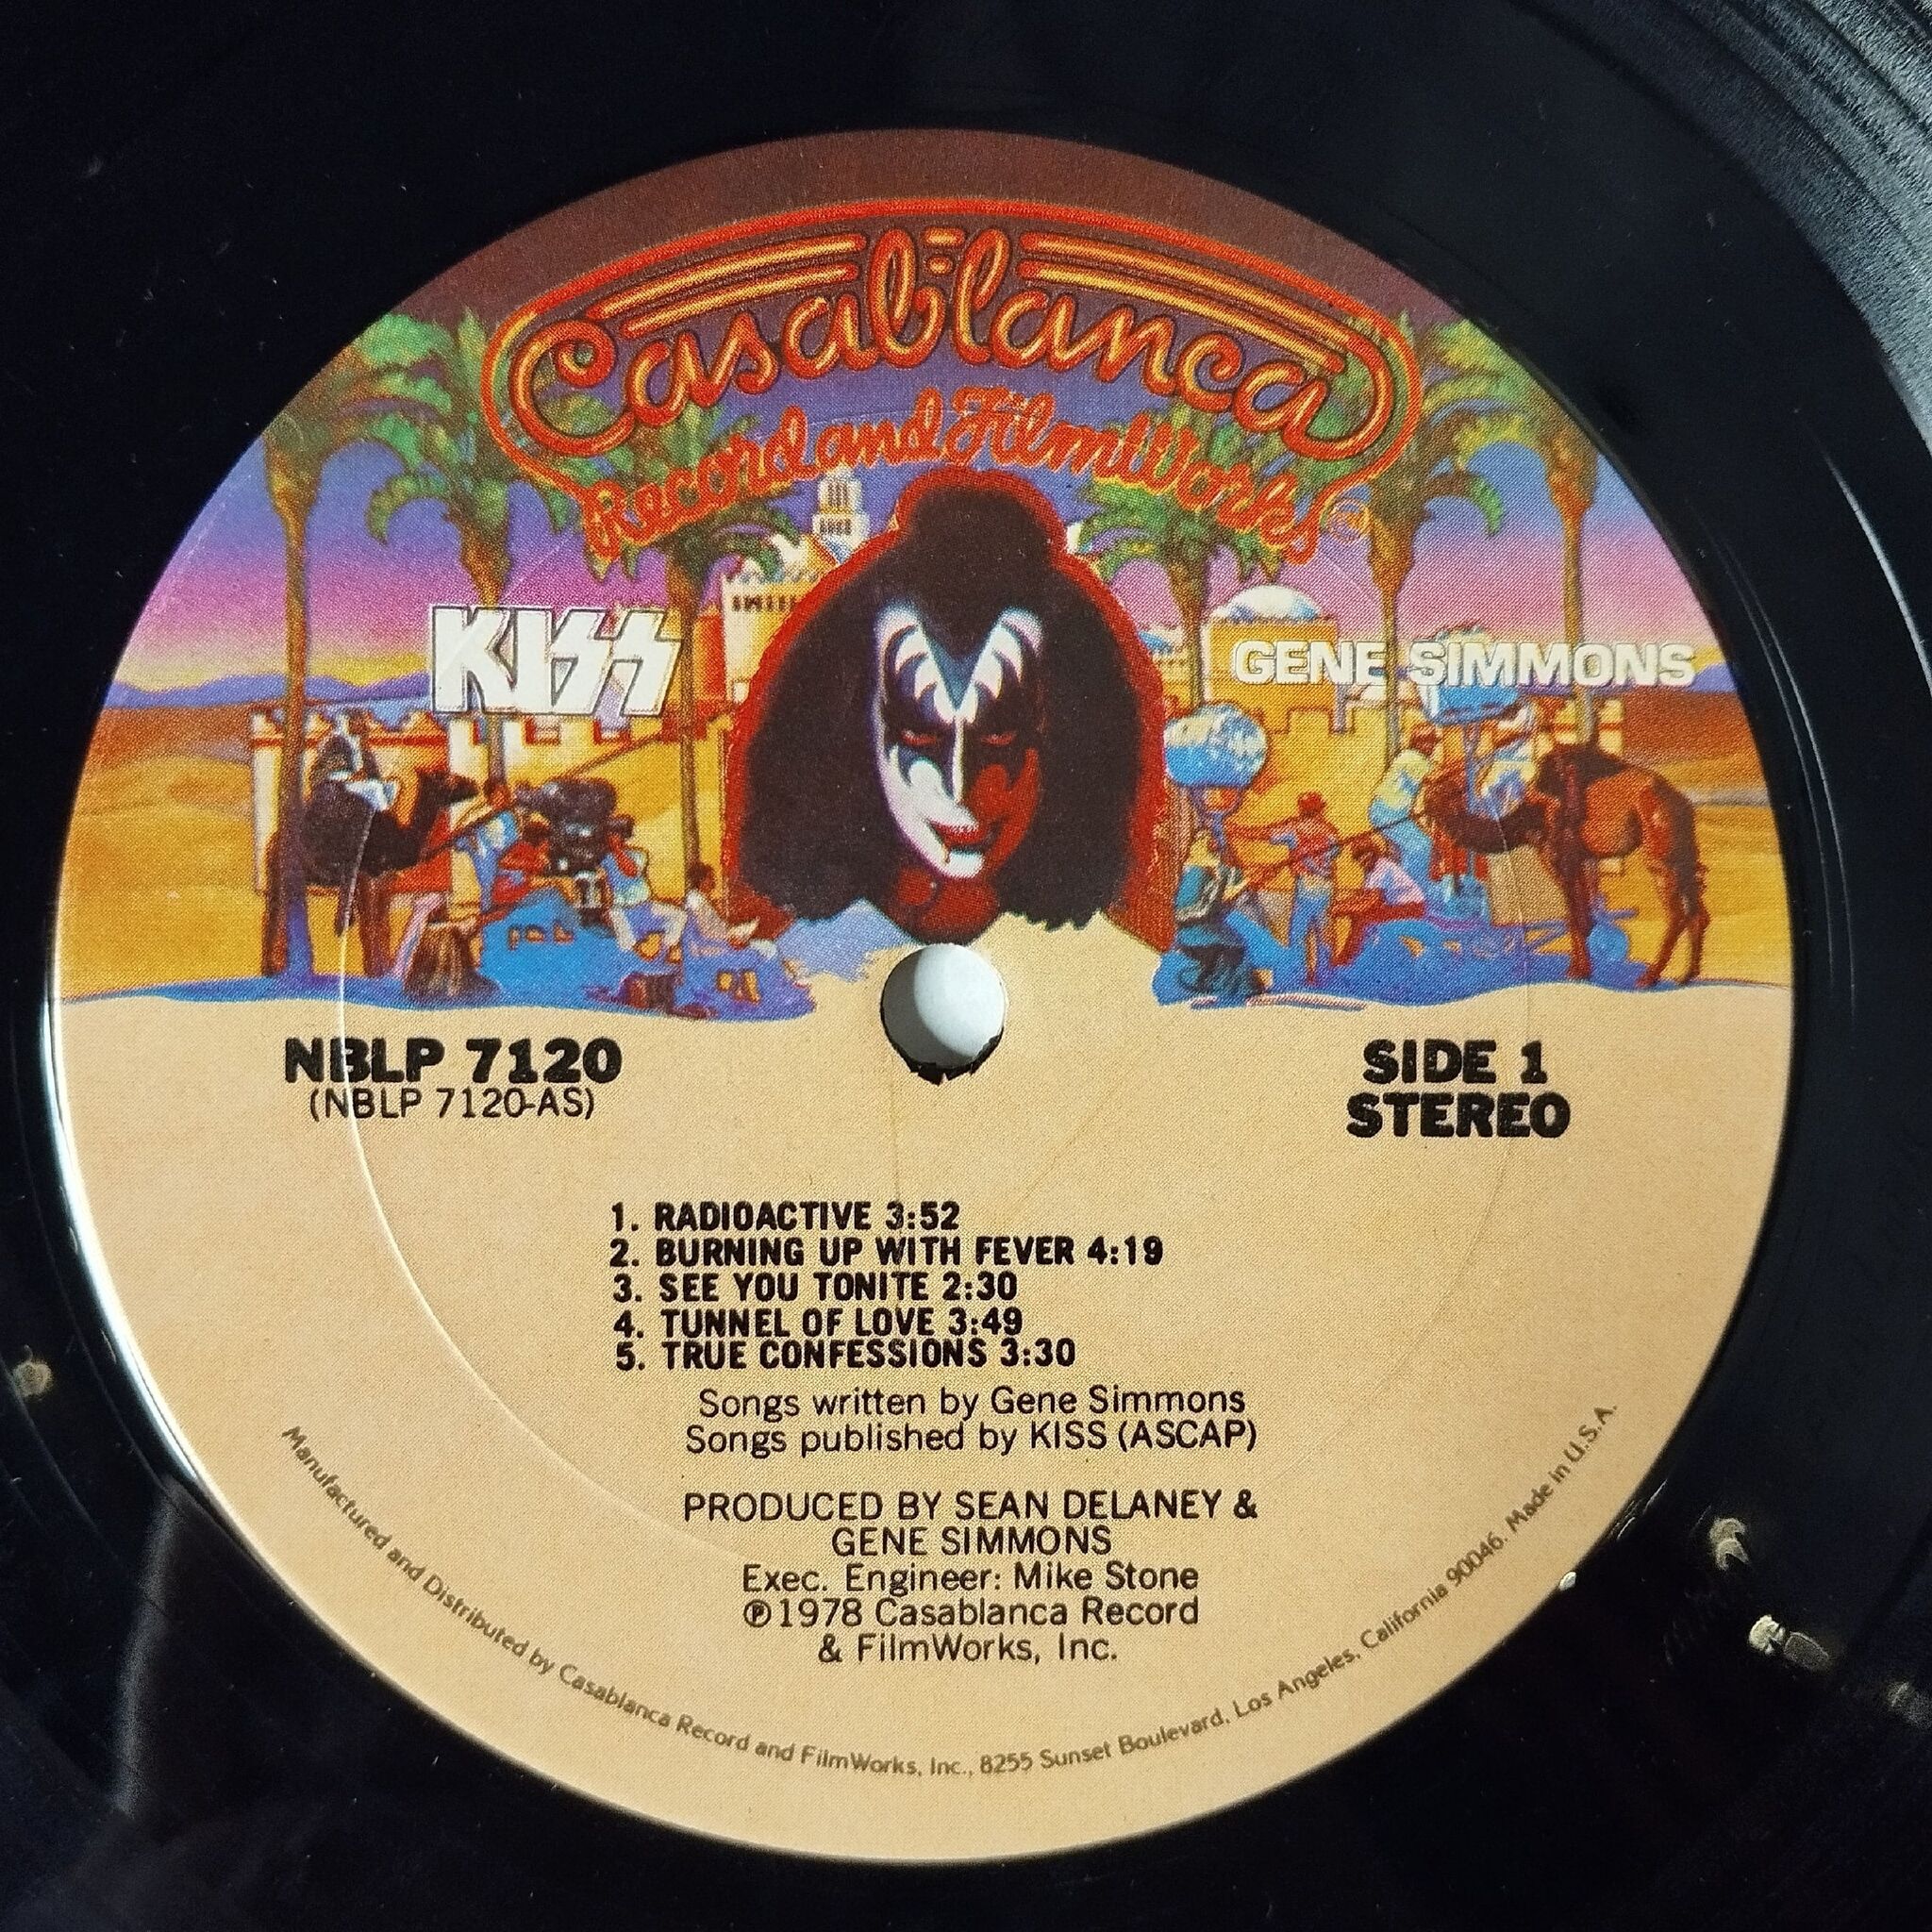 Casablanca
Record and FilmWorks ®
KISS
GENE SIMMONS
NBLP 7120
(NBLP 7120-AS)
SIDE 1
STEREO
1. RADIOACTIVE 3:52
2. BURNING UP WITH FEVER 4:19
3. SEE YOU TONITE 2:30
4. TUNNEL OF LOVE 3:49
5. TRUE CONFESSIONS 3:30
Songs written by Gene Simmons
Songs published by KISS (ASCAP)
PRODUCED BY SEAN DELANEY &
GENE SIMMONS
Exec. Engineer: Mike Stone
℗1978 Casablanca Record
& FilmWorks, Inc.
Manufactured and Distributed by Casablanca Record and FilmWorks, Inc., 8255 Sunset Boulevard, Los Angeles, California 90046. Made in U.S.A.